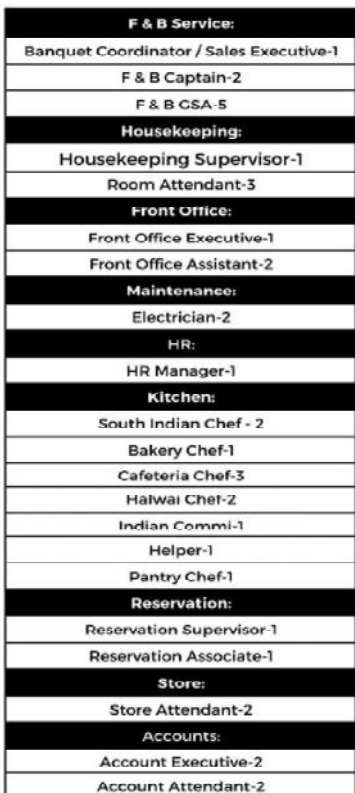 F & B Service:
Banquet Coordinator / Sales Executive-1
F & B Captain-2
F & B GSA-5
Housekeeping:
Housekeeping Supervisor-1
Room Attendant-3
Front Office:
Front Office Executive-1
Front Office Assistant-2
Maintenance:
Electrician-2
HR:
HR Manager-1
Kitchen:
South Indian Chef - 2
Bakery Chef-1
Cafeteria Chef-3
Halwai Chef-2
Indian Commi-1
Helper-1
Pantry Chef-1
Reservation:
Reservation Supervisor-1
Reservation Associate-1
Store:
Store Attendant-2
Accounts:
Account Executive-2
Account Attendant-2